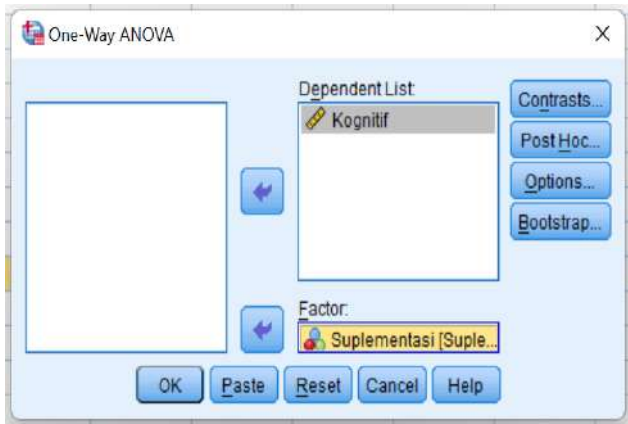 One-Way ANOVA
X
Dependent List:
Kognitif
Contrasts...
Post Hoc...
Options...
Bootstrap...
Factor:
Suplementasi [Suple...
OK Paste Reset Cancel Help